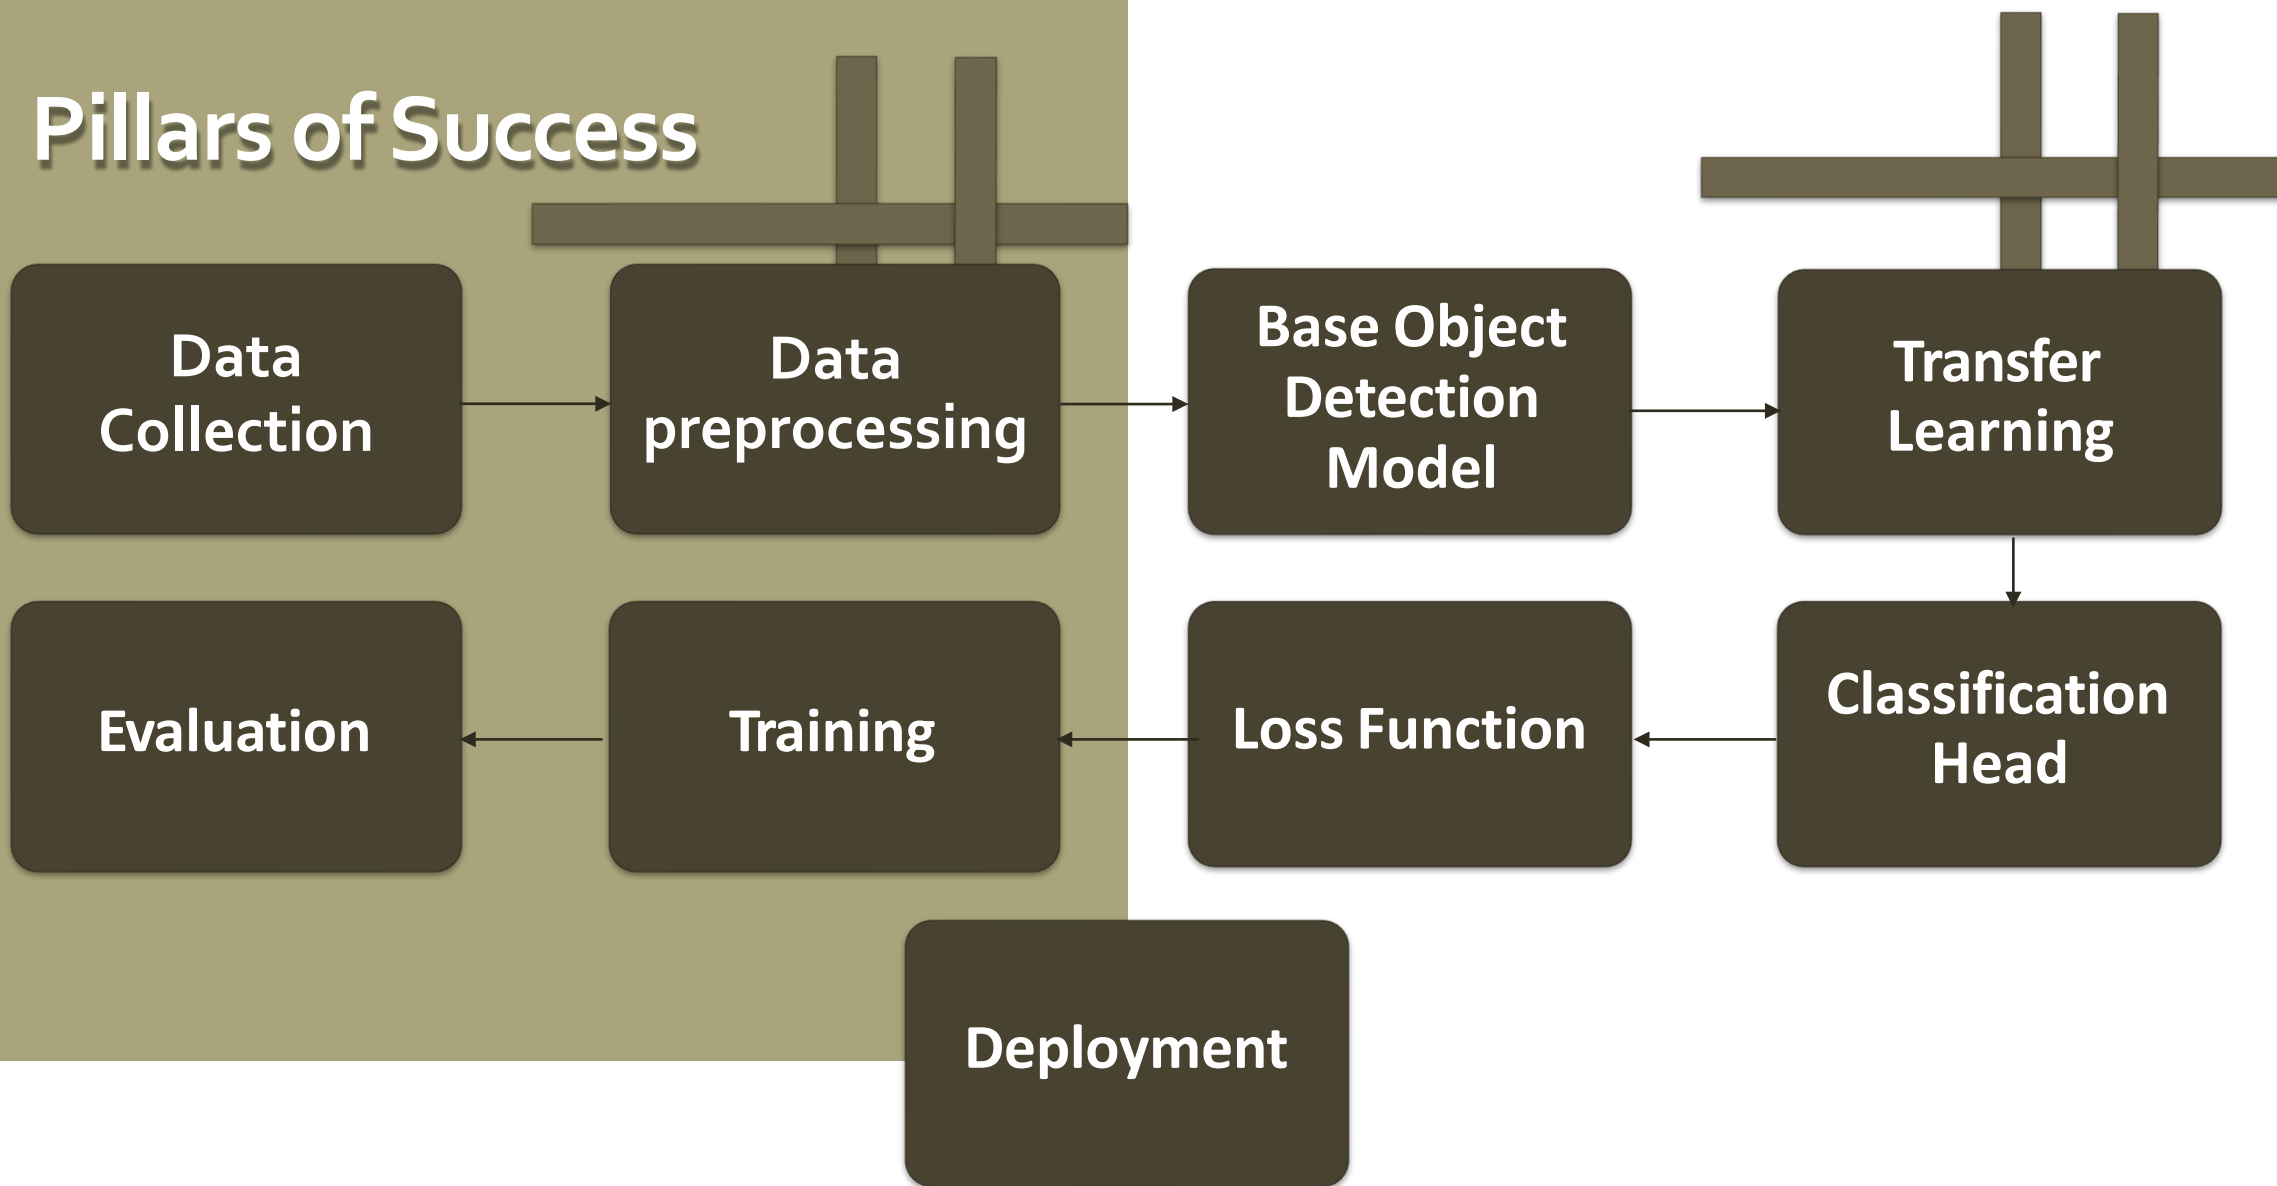 Pillars of Success
Data
Collection
Data
preprocessing
Base Object
Detection
Model
Transfer
Learning
Evaluation
Training
Loss Function
Classification
Head
Deployment